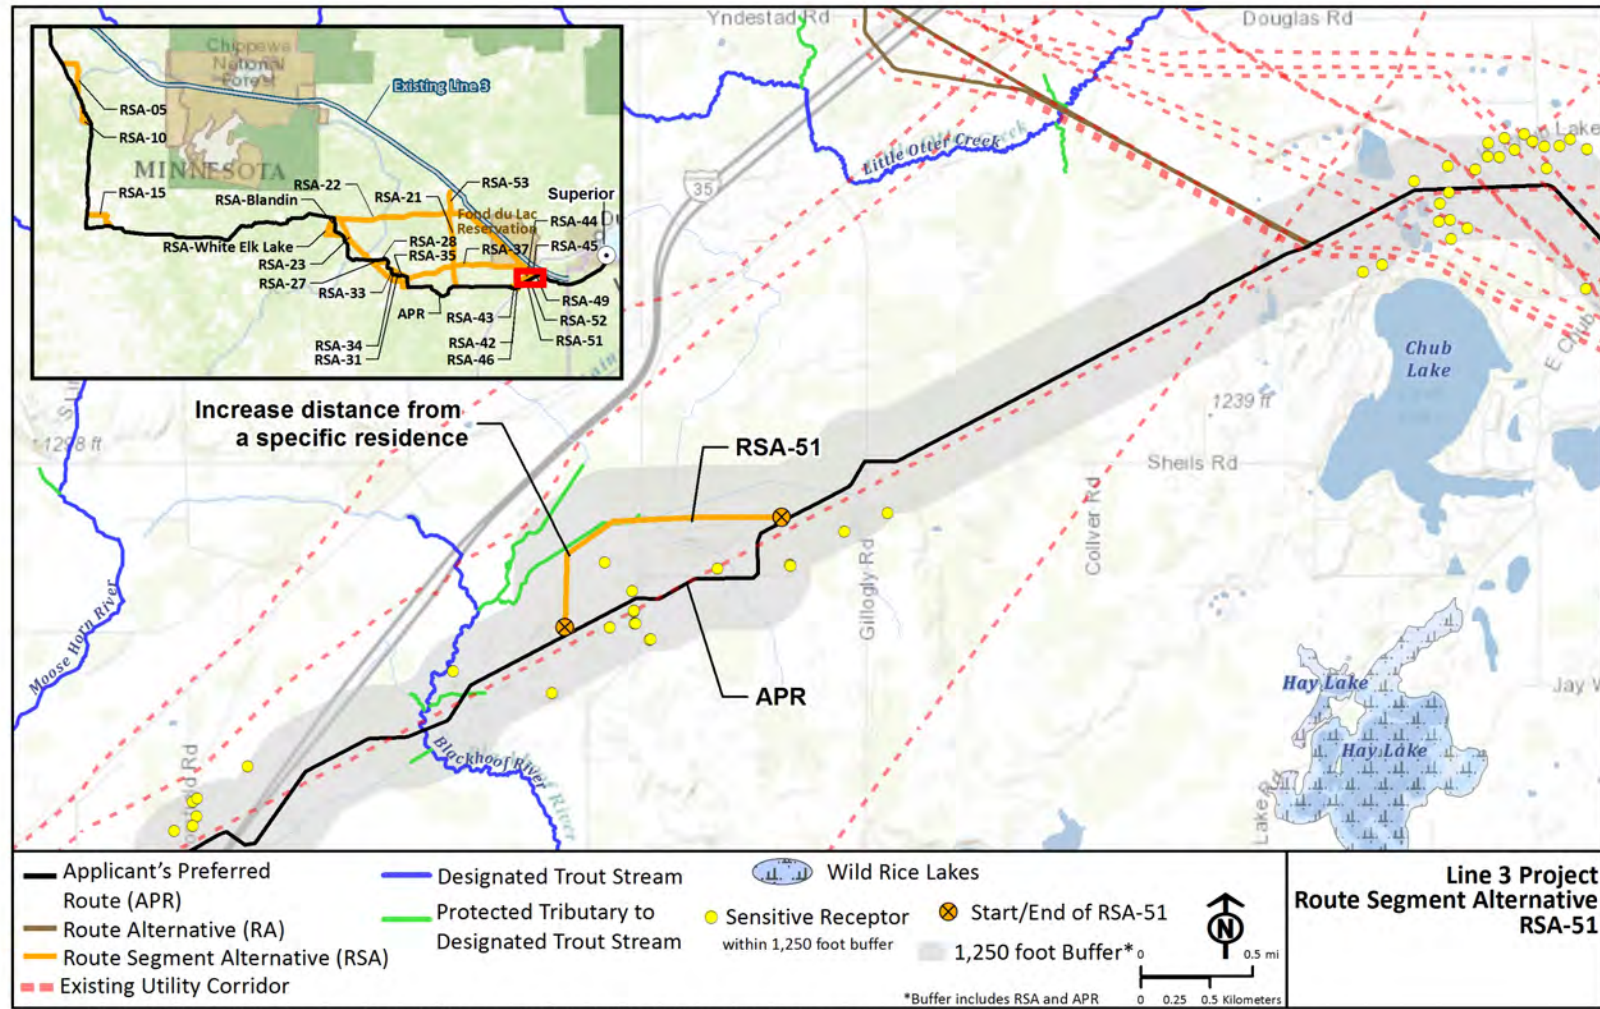 Yndestad Rd
Douglas Rd
Chippewa
National
Forest
Existing Line 3
RSA-05
RSA-10
MINNESOTA
RSA-15
RSA-22
RSA-21
RSA-53
RSA-Blandin
Superior
Fond du Lac
Reservation
RSA-44
RSA-White Elk Lake
RSA-28
RSA-35
RSA-37
RSA-45
RSA-23
RSA-27
RSA-33
APR
RSA-43
RSA-49
RSA-52
RSA-34
RSA-31
RSA-42
RSA-46
RSA-51
35
Little Otter Creek
Lake
Chub
Lake
E Chub
1239 ft
1298 ft
Increase distance from
a specific residence
RSA-51
Sheils Rd
Collver Rd
Gillogly Rd
Moose Horn River
APR
Blackhoof River
Hay Lake
Hay Lake
Jay W
Lake Rd
Applicant's Preferred
Route (APR)
Route Alternative (RA)
Route Segment Alternative (RSA)
Existing Utility Corridor
Designated Trout Stream
Protected Tributary to
Designated Trout Stream
Wild Rice Lakes
Sensitive Receptor
within 1,250 foot buffer
Start/End of RSA-51
1,250 foot Buffer*
*Buffer includes RSA and APR
N
0 0.5 mi
0 0.25 0.5 Kilometers
Line 3 Project
Route Segment Alternative
RSA-51